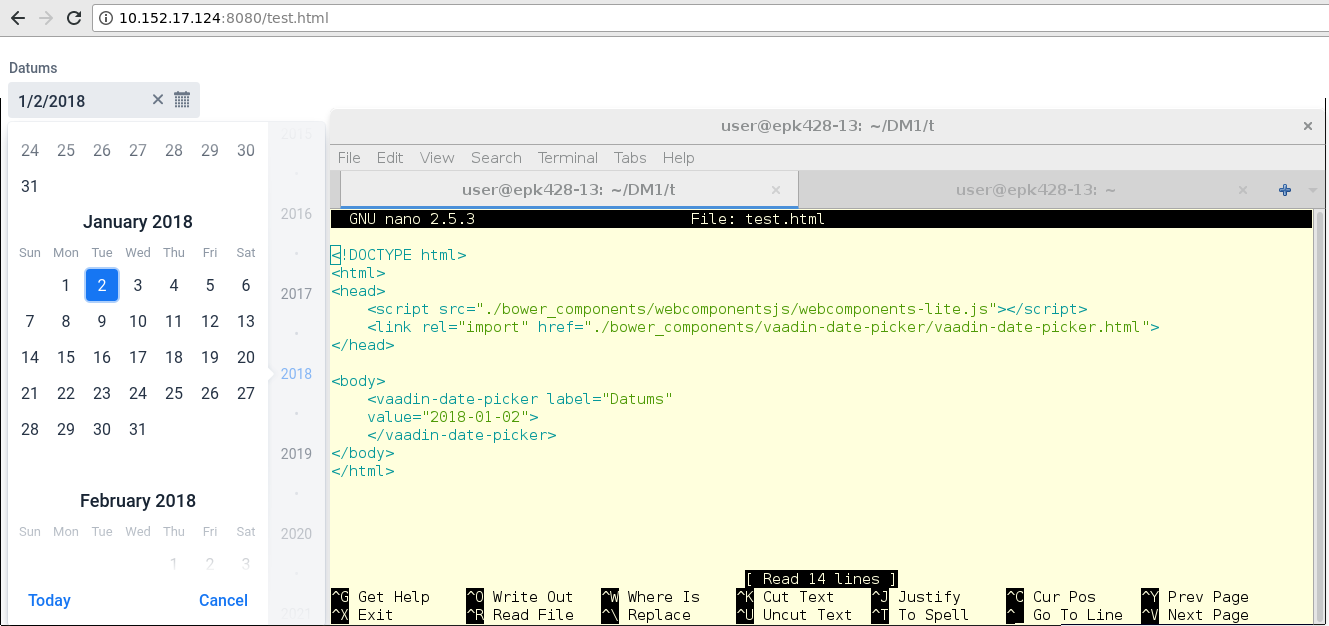 10.152.17.124:8080/test.html
Datums
1/2/2018
24 25 26 27 28 29 30
31
January 2018
Sun Mon Tue Wed Thu Fri Sat
1 2 3 4 5 6
7 8 9 10 11 12 13
14 15 16 17 18 19 20
21 22 23 24 25 26 27
28 29 30 31
February 2018
Sun Mon Tue Wed Thu Fri Sat
1 2 3
Today Cancel
2015
2016
2017
2018
2019
2020
2021
user@epk428-13: ~/DM1/t
File Edit View Search Terminal Tabs Help
user@epk428-13: ~/DM1/t user@epk428-13: ~
GNU nano 2.5.3 File: test.html
<!DOCTYPE html>
<html>
<head>
    <script src="./bower_components/webcomponentsjs/webcomponents-lite.js"></script>
    <link rel="import" href="./bower_components/vaadin-date-picker/vaadin-date-picker.html">
</head>
<body>
    <vaadin-date-picker label="Datums"
    value="2018-01-02">
    </vaadin-date-picker>
</body>
</html>
[ Read 14 lines ]
^G Get Help ^O Write Out ^W Where Is ^K Cut Text ^J Justify ^C Cur Pos ^Y Prev Page
^X Exit ^R Read File ^\ Replace ^U Uncut Text ^T To Spell ^_ Go To Line ^V Next Page